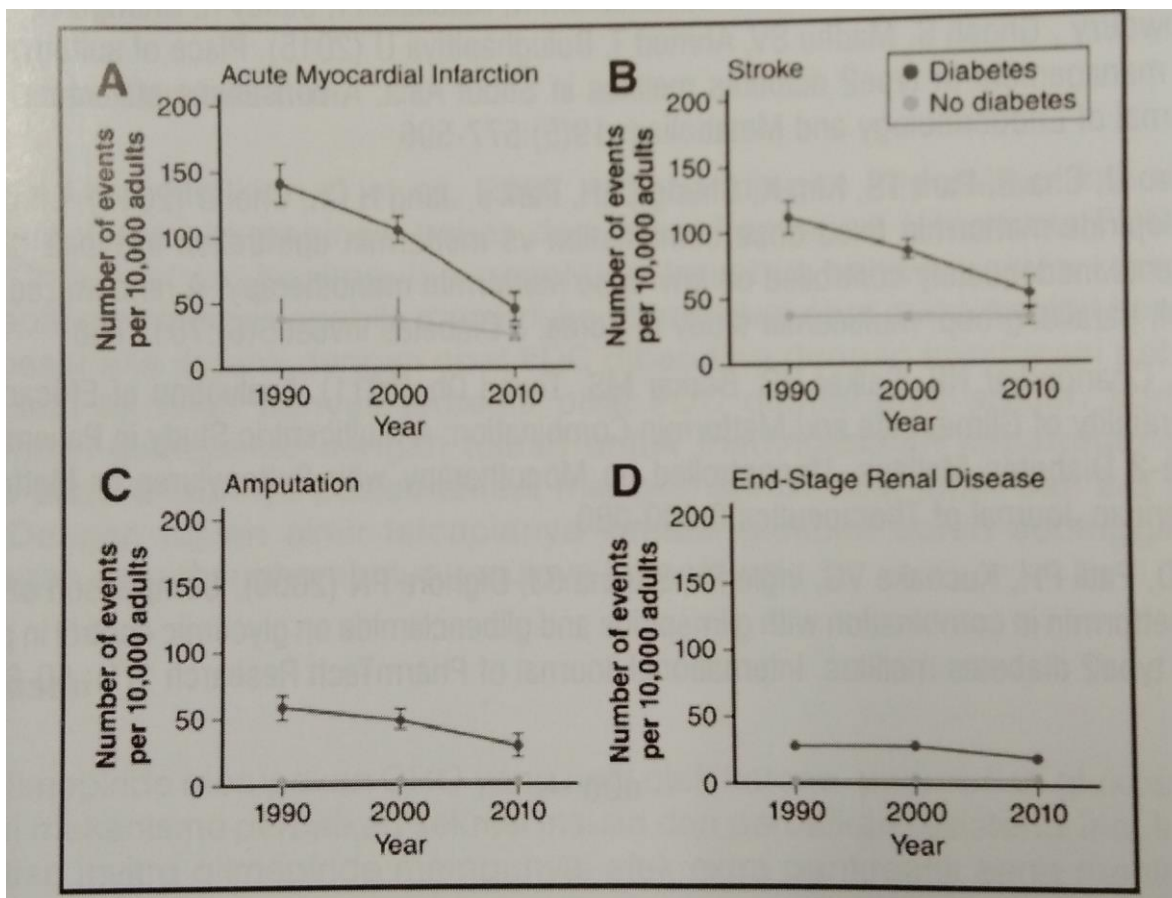 A
Acute Myocardial Infarction
Number of events
per 10,000 adults
200
150
100
50
0
1990 2000 2010
Year
B
Stroke
Diabetes
No diabetes
Number of events
per 10,000 adults
200
150
100
50
0
1990 2000 2010
Year
C
Amputation
Number of events
per 10,000 adults
200
150
100
50
0
1990 2000 2010
Year
D
End-Stage Renal Disease
Number of events
per 10,000 adults
200
150
100
50
0
1990 2000 2010
Year